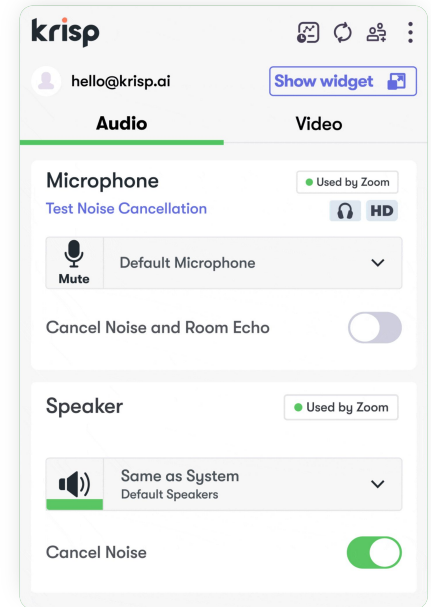 krisp
hello@krisp.ai
Show widget
Audio
Video
Microphone
Used by Zoom
Test Noise Cancellation
HD
Mute
Default Microphone
Cancel Noise and Room Echo
Speaker
Used by Zoom
Same as System
Default Speakers
Cancel Noise